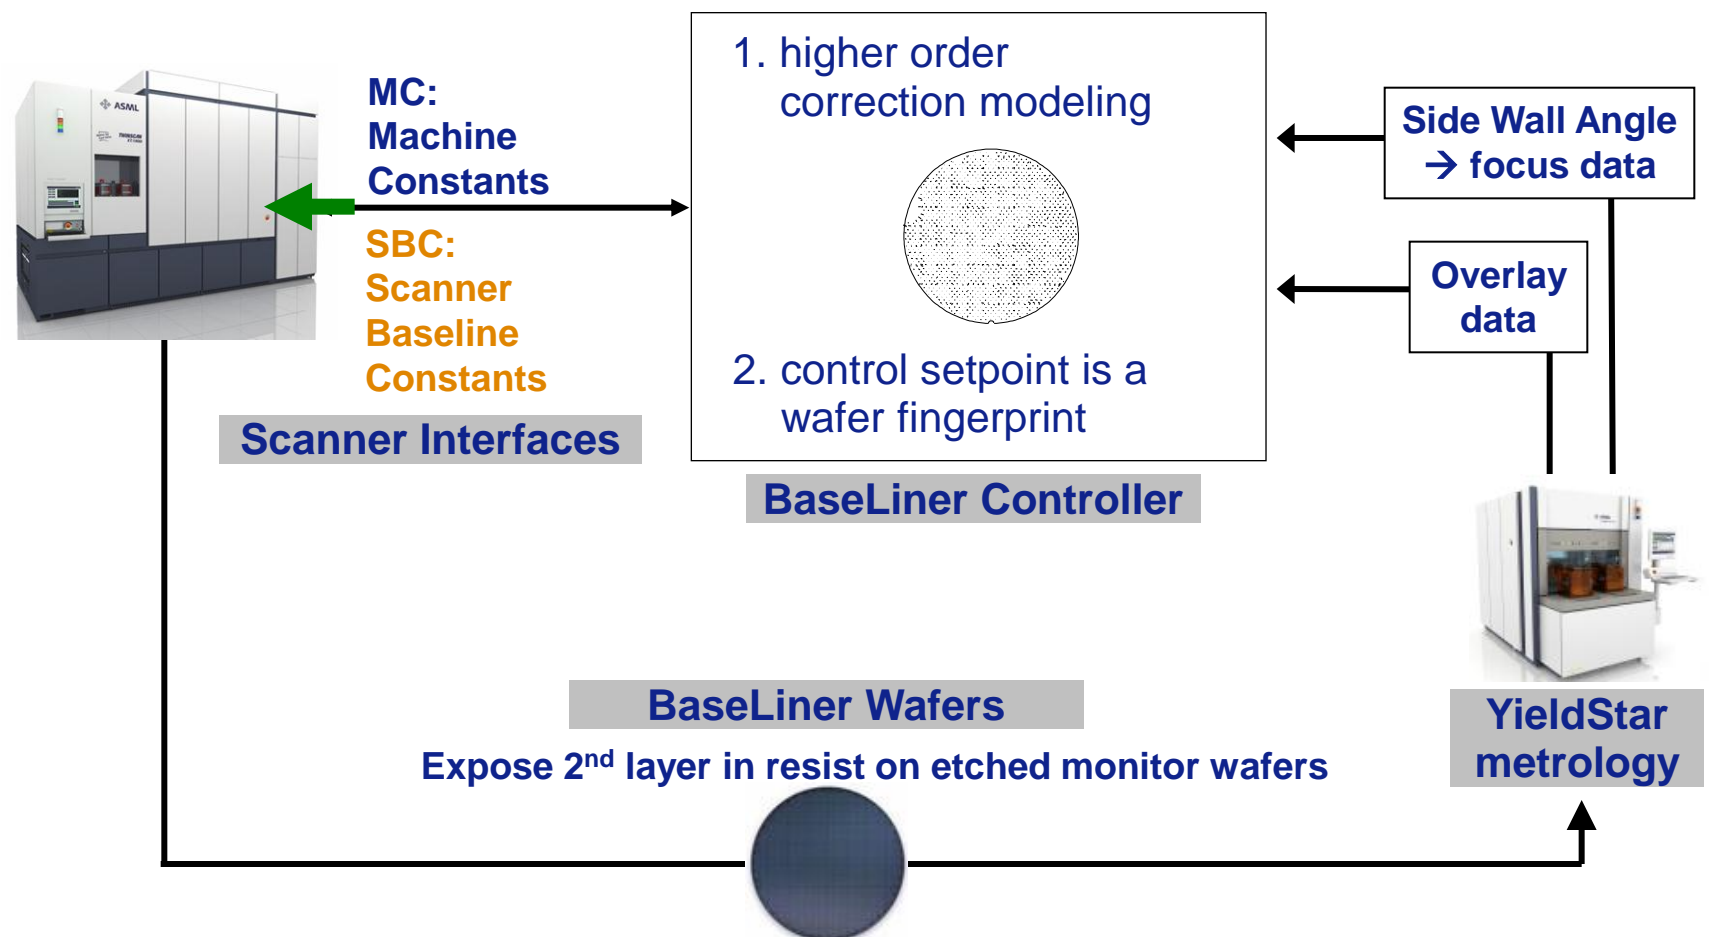 1. higher order
correction modeling
ASML
MC:
Machine
Constants
SBC:
Scanner
Baseline
Constants
Scanner Interfaces
2. control setpoint is a
wafer fingerprint
BaseLiner Controller
Side Wall Angle
→ focus data
Overlay
data
YieldStar
metrology
BaseLiner Wafers
Expose 2nd layer in resist on etched monitor wafers